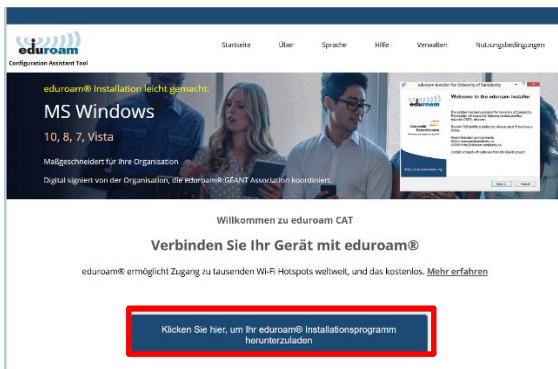 eduroam
Configuration Assistant Tool
Startseite Über Sprache Hilfe Verwalten Nutzungsbedingungen
eduroam® Installation leicht gemacht:
MS Windows
10, 8, 7, Vista
Maßgeschneidert für Ihre Organisation
Digital signiert von der Organisation, die eduroam®:GÉANT Association koordiniert.
eduroam
Welcome to the eduroam installer
Willkommen zu eduroam CAT
Verbinden Sie Ihr Gerät mit eduroam®
eduroam® ermöglicht Zugang zu tausenden Wi-Fi Hotspots weltweit, und das kostenlos. Mehr erfahren
Klicken Sie hier, um Ihr eduroam® Installationsprogramm
herunterzuladen